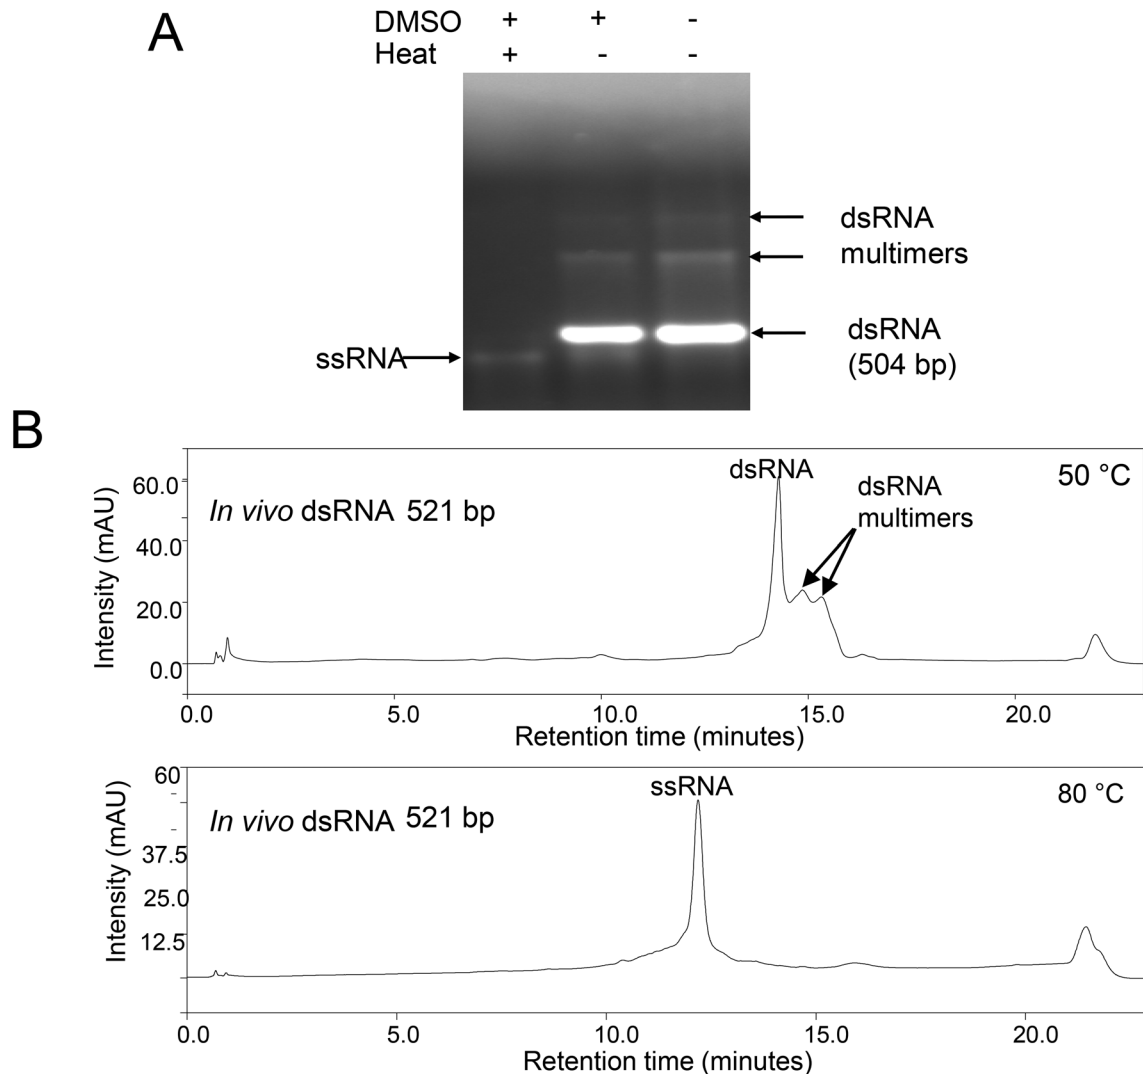 A
DMSO + + -
Heat + - -
dsRNA
multimers
ssRNA
dsRNA
(504 bp)
B
Intensity (mAU)
60.0
40.0
20.0
0.0
In vivo dsRNA 521 bp
dsRNA
dsRNA
multimers
50 °C
0.0 5.0 10.0 15.0 20.0
Retention time (minutes)
Intensity (mAU)
60
37.5
25.0
12.5
In vivo dsRNA 521 bp
ssRNA
80 °C
0.0 5.0 10.0 15.0 20.0
Retention time (minutes)